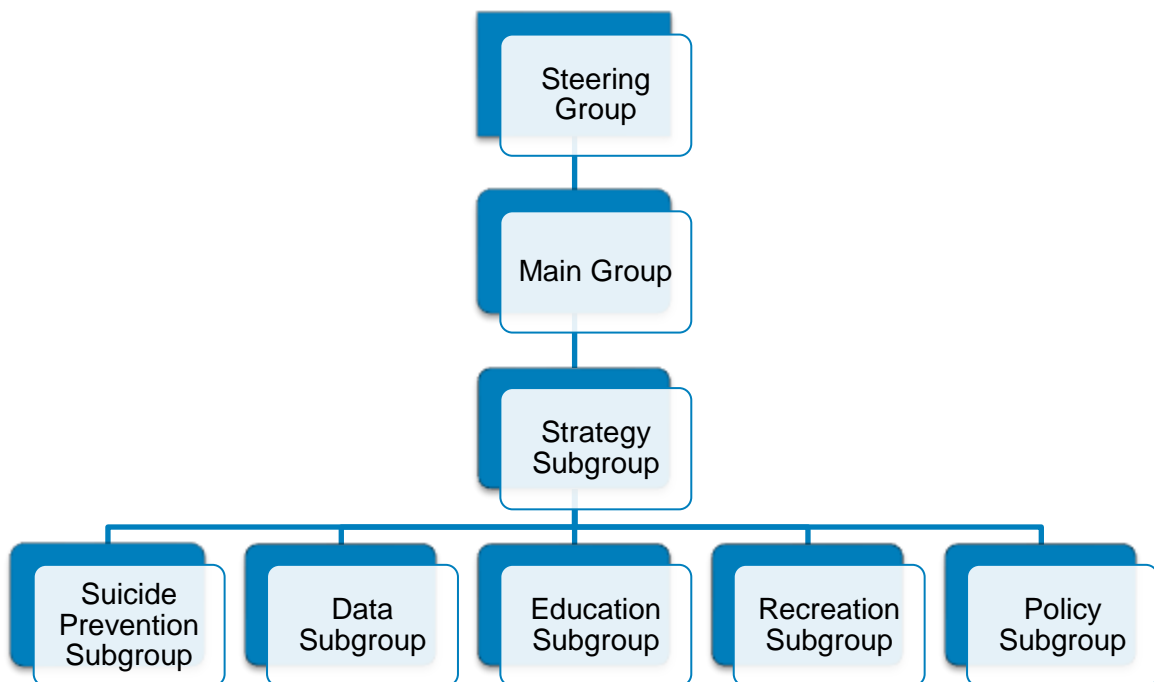 Steering
Group
Main Group
Strategy
Subgroup
Suicide
Prevention
Subgroup
Data
Subgroup
Education
Subgroup
Recreation
Subgroup
Policy
Subgroup